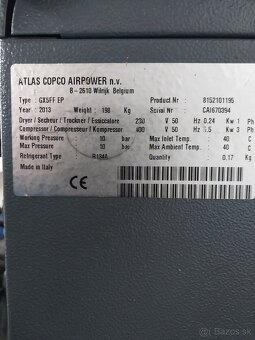 ATLAS COPCO AIRPOWER n.v.
B - 2610 Wilrijk Belgium
Type : GX5FF EP Product Nr : 8152101195
Year : 2013 Weight : 198 Kg Serial Nr : CAI670394
Dryer / Secheur / Trockner / Essiccatore 230 V 50 Hz 0.24 Kw 1 Ph
Compressor / Compresseur / Kompressor 400 V 50 Hz 5.5 Kw 3 Ph
Working Pressure : 10 bar Max Inlet Temp : 40 C
Max Pressure : 10 bar Max Ambient Temp : 40 C
Refrigerant Type : R134A Quantity : 0,17 Kg
Made in Italy
CE
bazos.sk